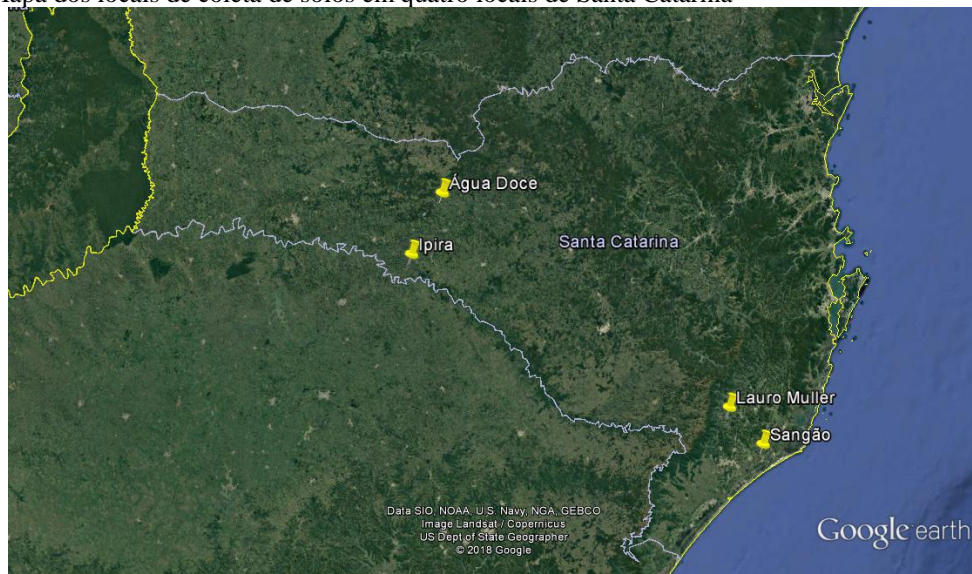 Mapa dos locais de coleta de solos em quatro locais de Santa Catarina
Água Doce
Ipira
Santa Catarina
Lauro Muller
Sangão
Data SIO, NOAA, U.S. Navy, NGA, GEBCO
Image Landsat / Copernicus
US Dept of State Geographer
© 2018 Google
Google earth